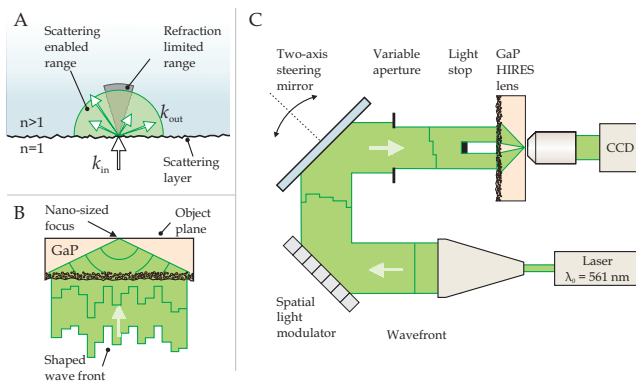 A
Scattering
enabled
range
Refraction
limited
range
n>1
n=1
k_out
k_in
Scattering
layer
B
Nano-sized
focus
Object
plane
GaP
Shaped
wave front
C
Two-axis
steering
mirror
Variable
aperture
Light
stop
GaP
HIRES
lens
CCD
Laser
λ₀ = 561 nm
Spatial
light
modulator
Wavefront